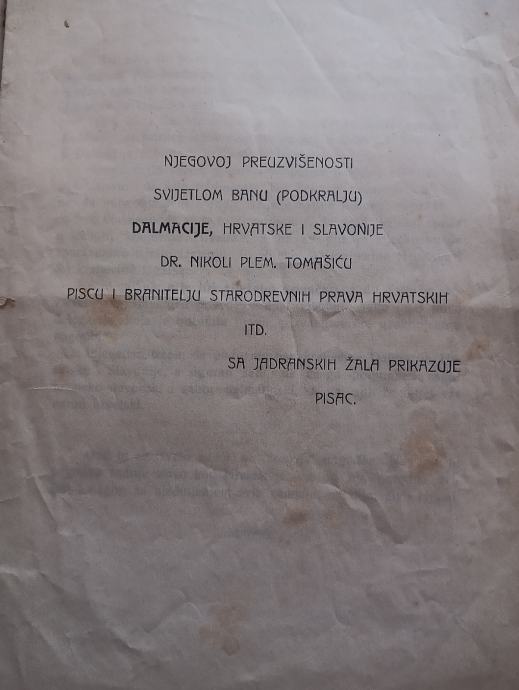 NJEGOVOJ PREUZVIŠENOSTI
SVIJETLOM BANU (PODKRALJU)
DALMACIJE, HRVATSKE I SLAVONIJE
DR. NIKOLI PLEM. TOMAŠIĆU
PISCU I BRANITELJU STARODREVNIH PRAVA HRVATSKIH
ITD.
SA JADRANSKIH ŽALA PRIKAZUJE
PISAC.